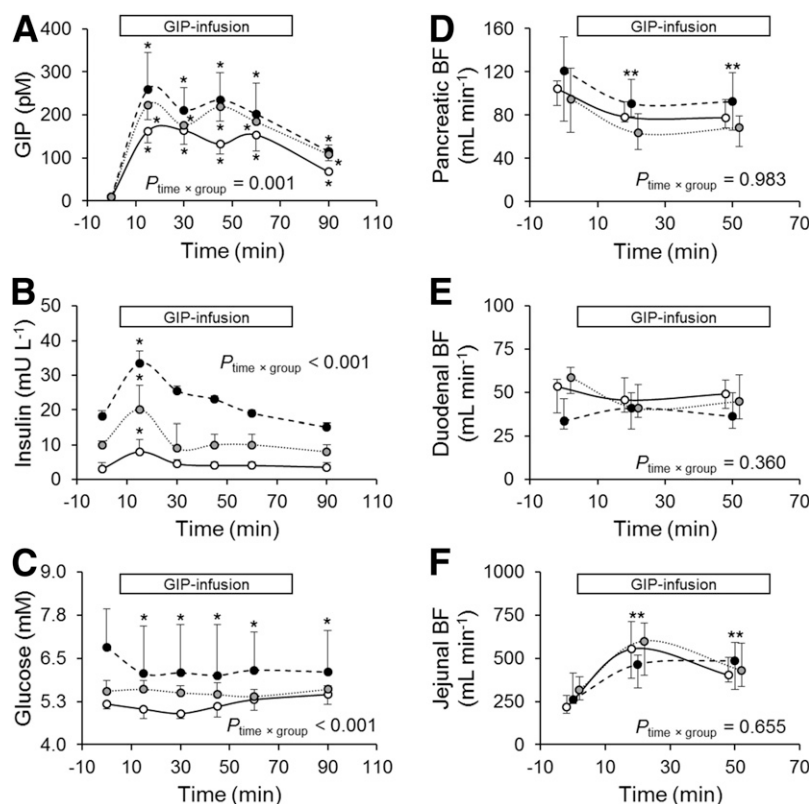 A
GIP-infusion
GIP (pM)
400
300
200
100
0
* * * *
* * * *
* * * * * *
P time × group = 0.001
-10 10 30 50 70 90 110
Time (min)
B
GIP-infusion
Insulin (mU L-1)
50
40
30
20
10
0
*
*
*
P time × group < 0.001
-10 10 30 50 70 90 110
Time (min)
C
GIP-infusion
Glucose (mM)
9.0
7.8
6.5
5.3
4.0
* * * * *
P time × group < 0.001
-10 10 30 50 70 90 110
Time (min)
D
GIP-infusion
Pancreatic BF
(mL min-1)
160
120
80
40
0
** **
P time × group = 0.983
-10 10 30 50 70
Time (min)
E
GIP-infusion
Duodenal BF
(mL min-1)
100
75
50
25
0
P time × group = 0.360
-10 10 30 50 70
Time (min)
F
GIP-infusion
Jejunal BF
(mL min-1)
1000
750
500
250
0
** **
P time × group = 0.655
-10 10 30 50 70
Time (min)